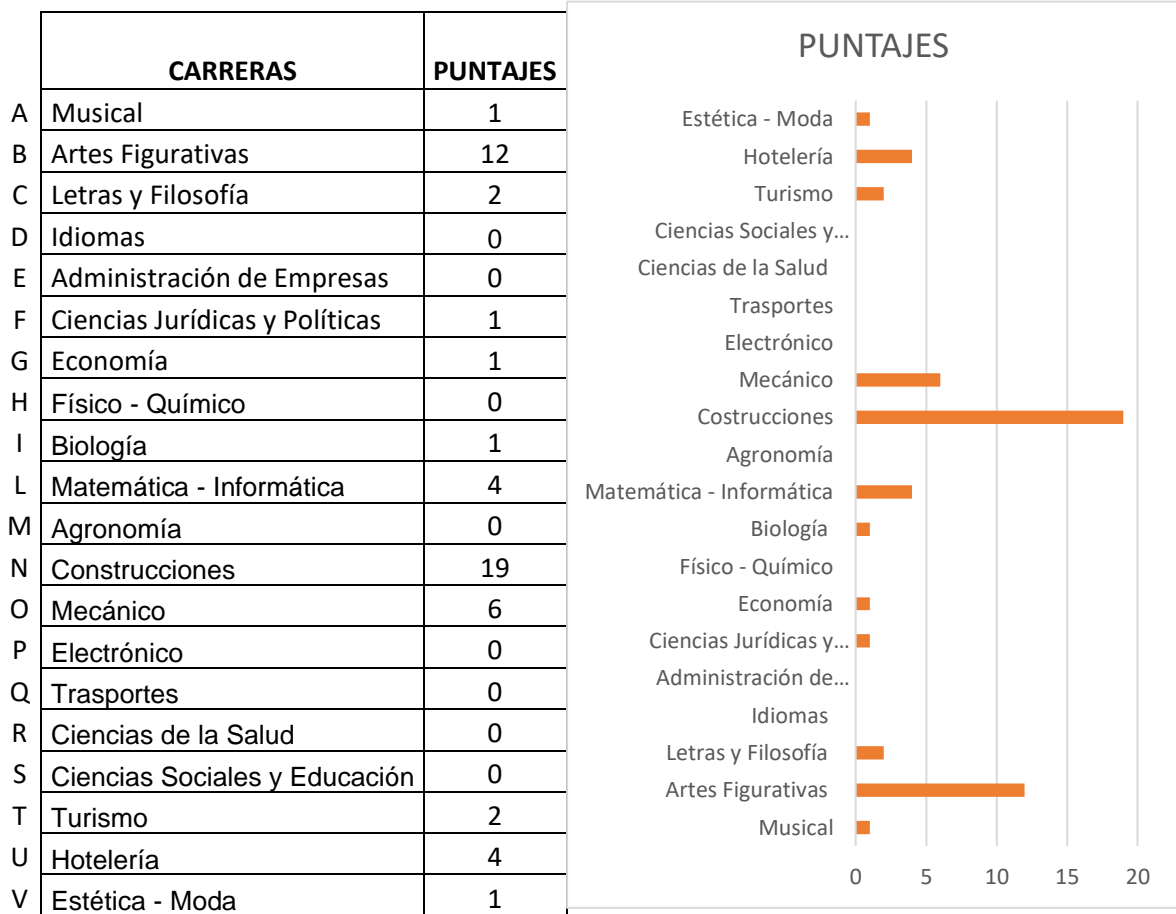 CARRERAS PUNTAJES
A Musical 1
B Artes Figurativas 12
C Letras y Filosofía 2
D Idiomas 0
E Administración de Empresas 0
F Ciencias Jurídicas y Políticas 1
G Economía 1
H Físico - Químico 0
I Biología 1
L Matemática - Informática 4
M Agronomía 0
N Construcciones 19
O Mecánico 6
P Electrónico 0
Q Trasportes 0
R Ciencias de la Salud 0
S Ciencias Sociales y Educación 0
T Turismo 2
U Hotelería 4
V Estética - Moda 1
PUNTAJES
Estética - Moda
Hotelería
Turismo
Ciencias Sociales y...
Ciencias de la Salud
Trasportes
Electrónico
Mecánico
Costrucciones
Agronomía
Matemática - Informática
Biología
Físico - Químico
Economía
Ciencias Jurídicas y...
Administración de...
Idiomas
Letras y Filosofía
Artes Figurativas
Musical
0 5 10 15 20